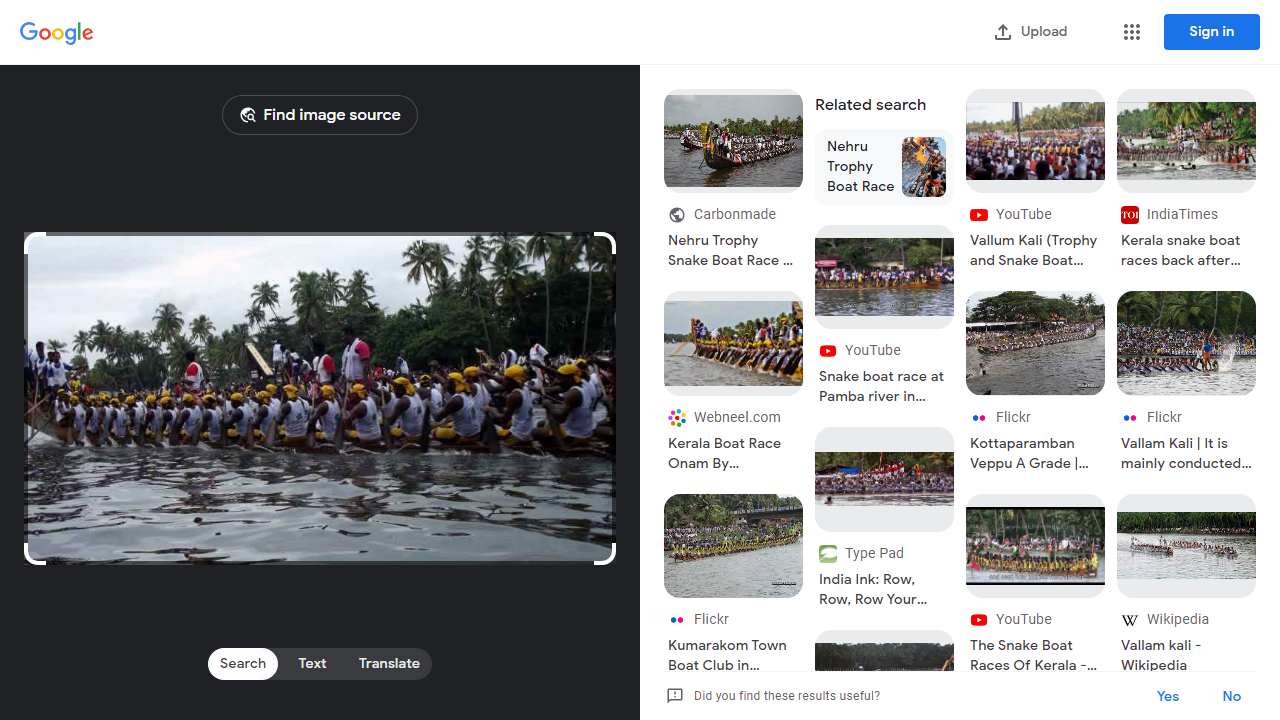 Google
Upload
Sign in
Find image source
Search
Text
Translate
Carbonmade
Nehru Trophy
Snake Boat Race ...
Webneel.com
Kerala Boat Race
Onam By...
Flickr
Kumarakom Town
Boat Club in...
Related search
Nehru
Trophy
Boat Race
YouTube
Snake boat race at
Pamba river in...
Type Pad
India Ink: Row,
Row, Row Your...
YouTube
Vallum Kali (Trophy
and Snake Boat...
Flickr
Kottaparamban
Veppu A Grade |...
YouTube
The Snake Boat
Races Of Kerala -...
TOI
IndiaTimes
Kerala snake boat
races back after...
Flickr
Vallam Kali | It is
mainly conducted...
W
Wikipedia
Vallam kali -
Wikipedia
Did you find these results useful?
Yes
No